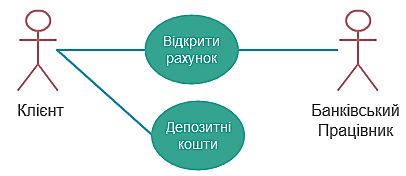 Відкрити
рахунок
Клієнт
Банківський
Працівник
Депозитні
кошти